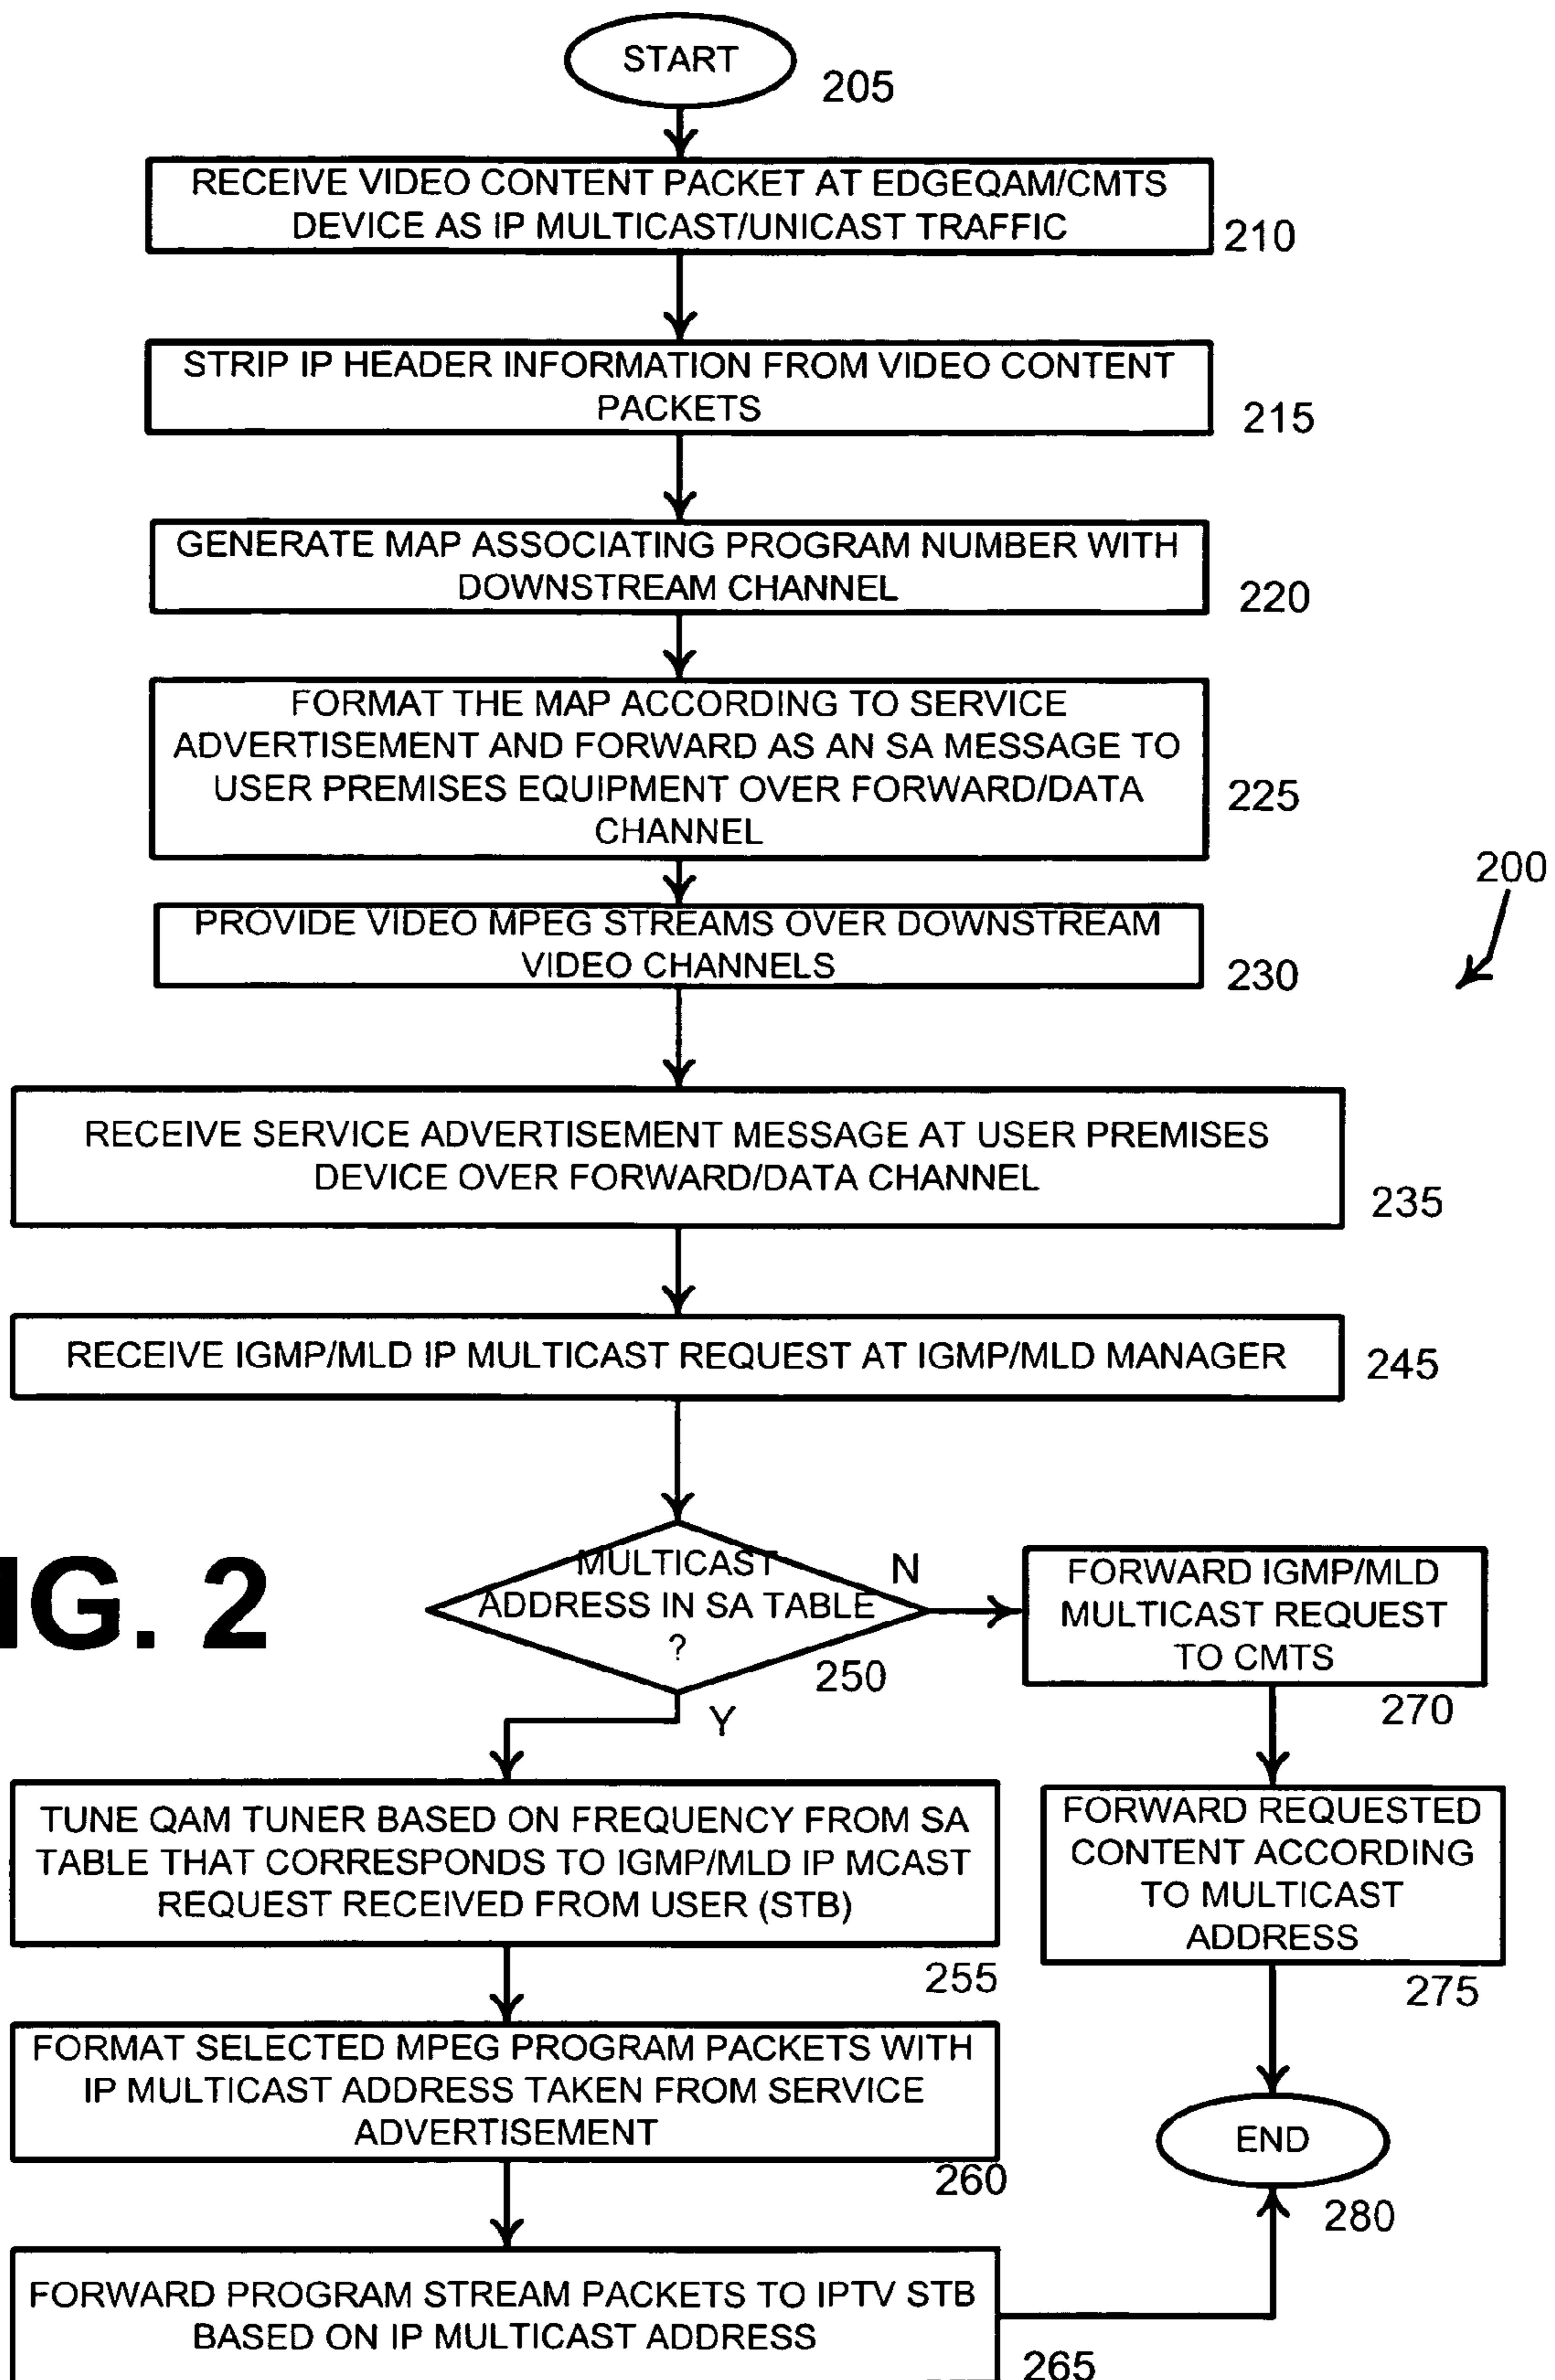 START
205
RECEIVE VIDEO CONTENT PACKET AT EDGEQAM/CMTS
DEVICE AS IP MULTICAST/UNICAST TRAFFIC
210
STRIP IP HEADER INFORMATION FROM VIDEO CONTENT
PACKETS
215
GENERATE MAP ASSOCIATING PROGRAM NUMBER WITH
DOWNSTREAM CHANNEL
220
FORMAT THE MAP ACCORDING TO SERVICE
ADVERTISEMENT AND FORWARD AS AN SA MESSAGE TO
USER PREMISES EQUIPMENT OVER FORWARD/DATA
CHANNEL
225
200
PROVIDE VIDEO MPEG STREAMS OVER DOWNSTREAM
VIDEO CHANNELS
230
RECEIVE SERVICE ADVERTISEMENT MESSAGE AT USER PREMISES
DEVICE OVER FORWARD/DATA CHANNEL
235
RECEIVE IGMP/MLD IP MULTICAST REQUEST AT IGMP/MLD MANAGER
245
IG. 2
MULTICAST
ADDRESS IN SA TABLE
?
250
N
Y
FORWARD IGMP/MLD
MULTICAST REQUEST
TO CMTS
270
TUNE QAM TUNER BASED ON FREQUENCY FROM SA
TABLE THAT CORRESPONDS TO IGMP/MLD IP MCAST
REQUEST RECEIVED FROM USER (STB)
255
FORWARD REQUESTED
CONTENT ACCORDING
TO MULTICAST
ADDRESS
275
FORMAT SELECTED MPEG PROGRAM PACKETS WITH
IP MULTICAST ADDRESS TAKEN FROM SERVICE
ADVERTISEMENT
260
END
280
FORWARD PROGRAM STREAM PACKETS TO IPTV STB
BASED ON IP MULTICAST ADDRESS
265